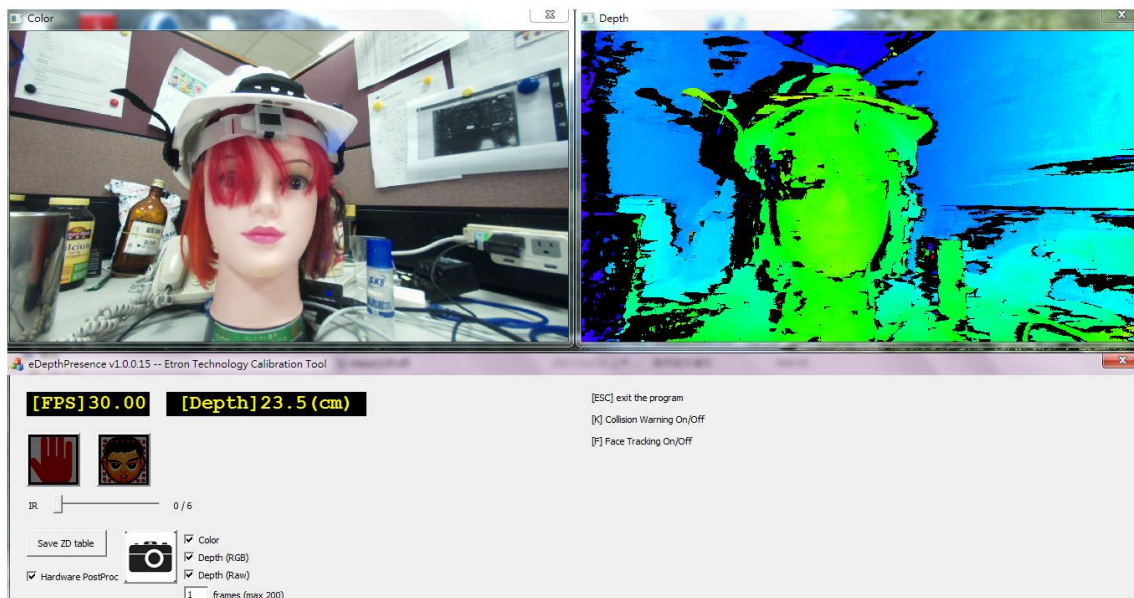 Color
Depth
eDepthPresence v1.0.0.15 -- Etron Technology Calibration Tool
[FPS]30.00
[Depth]23.5(cm)
[ESC] exit the program
[K] Collision Warning On/Off
[F] Face Tracking On/Off
IR
0 / 6
Save ZD table
Color
Depth (RGB)
Hardware PostProc
Depth (Raw)
1 frames (max 200)